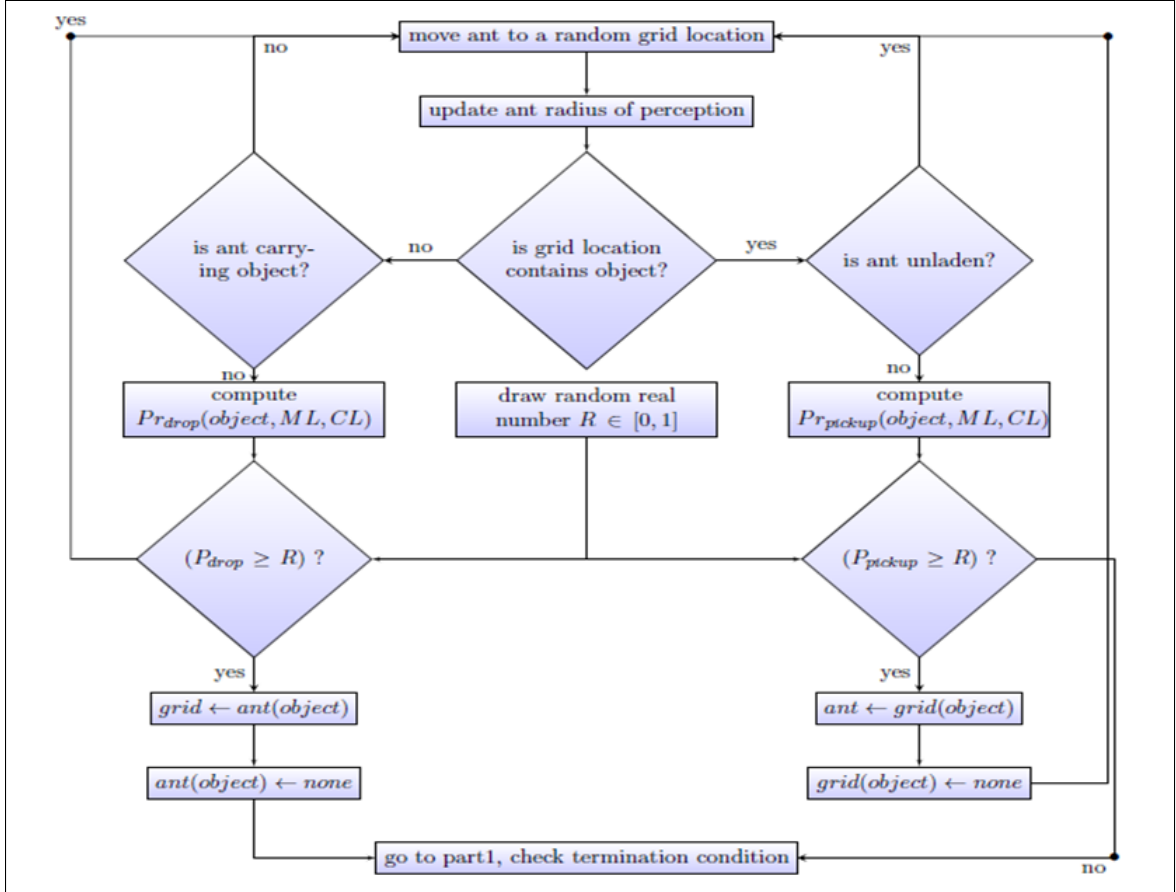 yes
move ant to a random grid location
no
yes
update ant radius of perception
is ant carry-
ing object?
no
is grid location
contains object?
yes
is ant unladen?
no
no
compute
Pr_drop(object, ML, CL)
draw random real
number R ∈ [0, 1]
compute
Pr_pickup(object, ML, CL)
(P_drop ≥ R) ?
(P_pickup ≥ R) ?
yes
yes
grid ← ant(object)
ant ← grid(object)
ant(object) ← none
grid(object) ← none
go to part1, check termination condition
no